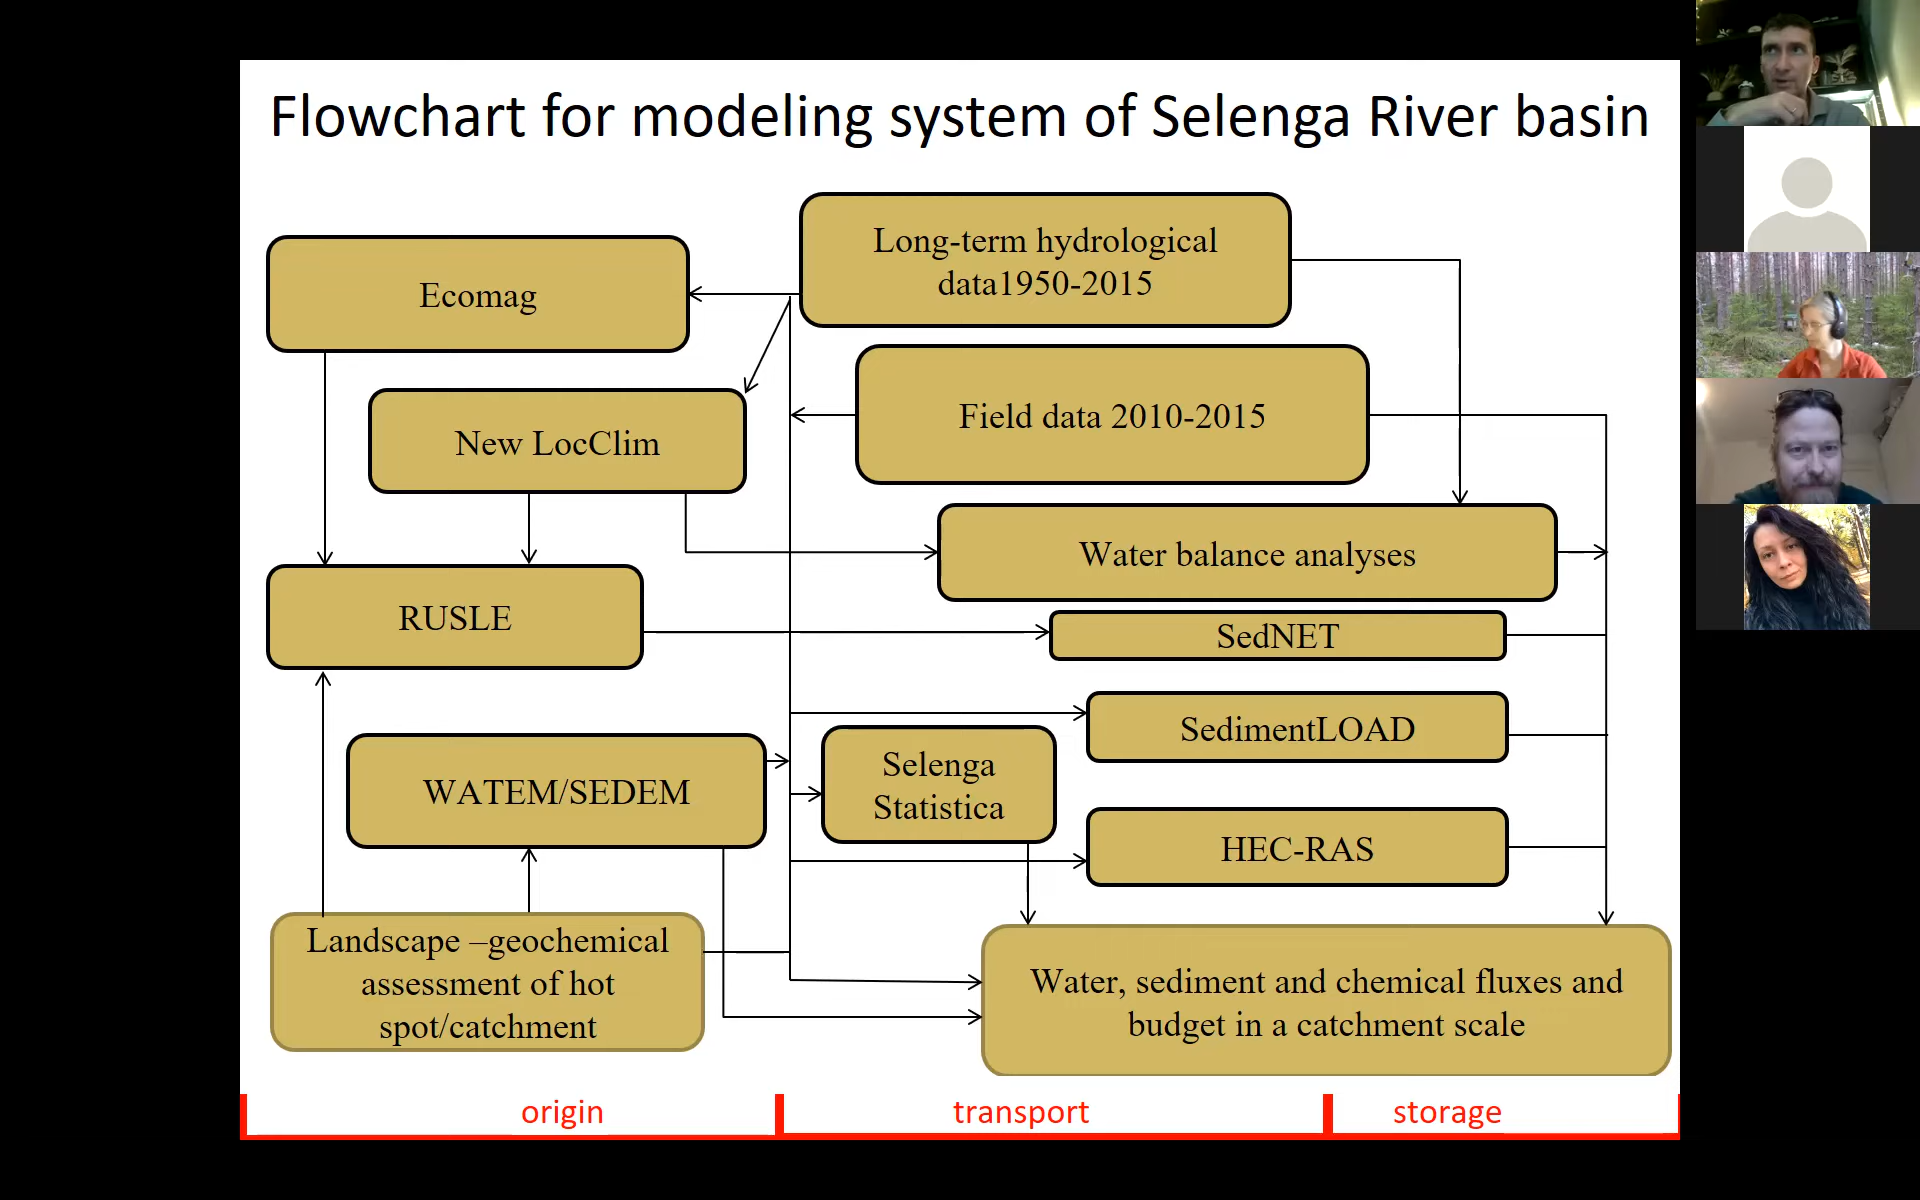 Flowchart for modeling system of Selenga River basin
Long-term hydrological
data1950-2015
Ecomag
Field data 2010-2015
New LocClim
Water balance analyses
RUSLE
SedNET
SedimentLOAD
Selenga
Statistica
WATEM/SEDEM
HEC-RAS
Landscape –geochemical
assessment of hot
spot/catchment
Water, sediment and chemical fluxes and
budget in a catchment scale
origin
transport
storage